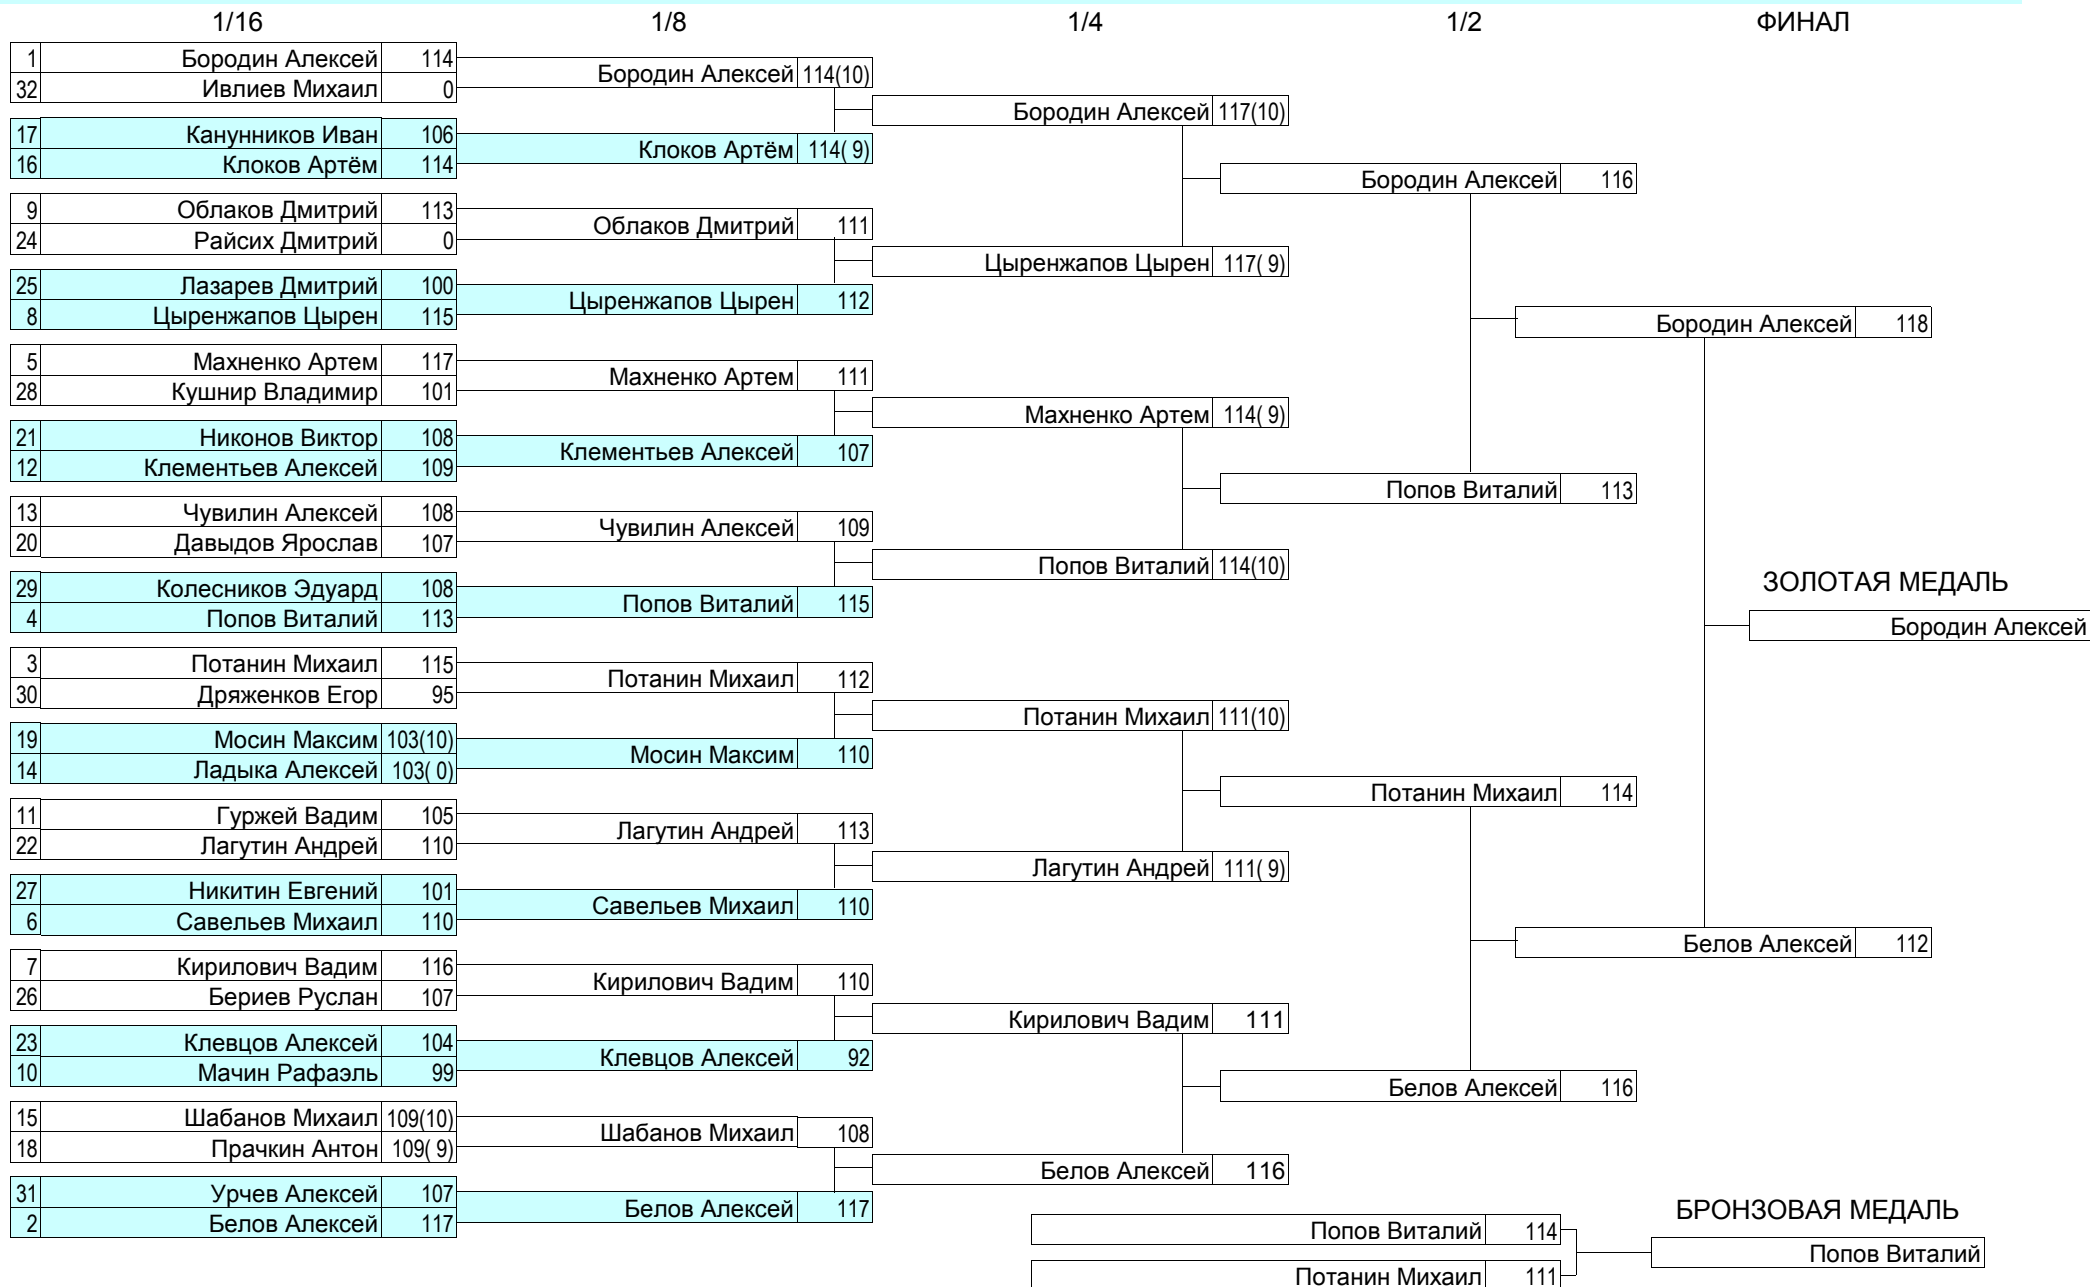 1/16 1/8 1/4 1/2 ФИНАЛ
1 Бородин Алексей 114
32 Ивлиев Михаил 0
17 Канунников Иван 106
16 Клоков Артём 114
9 Облаков Дмитрий 113
24 Райсих Дмитрий 0
25 Лазарев Дмитрий 100
8 Цыренжапов Цырен 115
5 Махненко Артем 117
28 Кушнир Владимир 101
21 Никонов Виктор 108
12 Клементьев Алексей 109
13 Чувилин Алексей 108
20 Давыдов Ярослав 107
29 Колесников Эдуард 108
4 Попов Виталий 113
3 Потанин Михаил 115
30 Дряженков Егор 95
19 Мосин Максим 103(10)
14 Ладыка Алексей 103( 0)
11 Гуржей Вадим 105
22 Лагутин Андрей 110
27 Никитин Евгений 101
6 Савельев Михаил 110
7 Кирилович Вадим 116
26 Бериев Руслан 107
23 Клевцов Алексей 104
10 Мачин Рафаэль 99
15 Шабанов Михаил 109(10)
18 Прачкин Антон 109( 9)
31 Урчев Алексей 107
2 Белов Алексей 117
Бородин Алексей 114(10)
Клоков Артём 114( 9)
Облаков Дмитрий 111
Цыренжапов Цырен 112
Махненко Артем 111
Клементьев Алексей 107
Чувилин Алексей 109
Попов Виталий 115
Потанин Михаил 112
Мосин Максим 110
Лагутин Андрей 113
Савельев Михаил 110
Кирилович Вадим 110
Клевцов Алексей 92
Шабанов Михаил 108
Белов Алексей 117
Бородин Алексей 117(10)
Цыренжапов Цырен 117( 9)
Махненко Артем 114( 9)
Попов Виталий 114(10)
Потанин Михаил 111(10)
Лагутин Андрей 111( 9)
Кирилович Вадим 111
Белов Алексей 116
Бородин Алексей 116
Попов Виталий 113
Потанин Михаил 114
Белов Алексей 116
Бородин Алексей 118
Белов Алексей 112
ЗОЛОТАЯ МЕДАЛЬ
Бородин Алексей
Попов Виталий 114
Потанин Михаил 111
БРОНЗОВАЯ МЕДАЛЬ
Попов Виталий